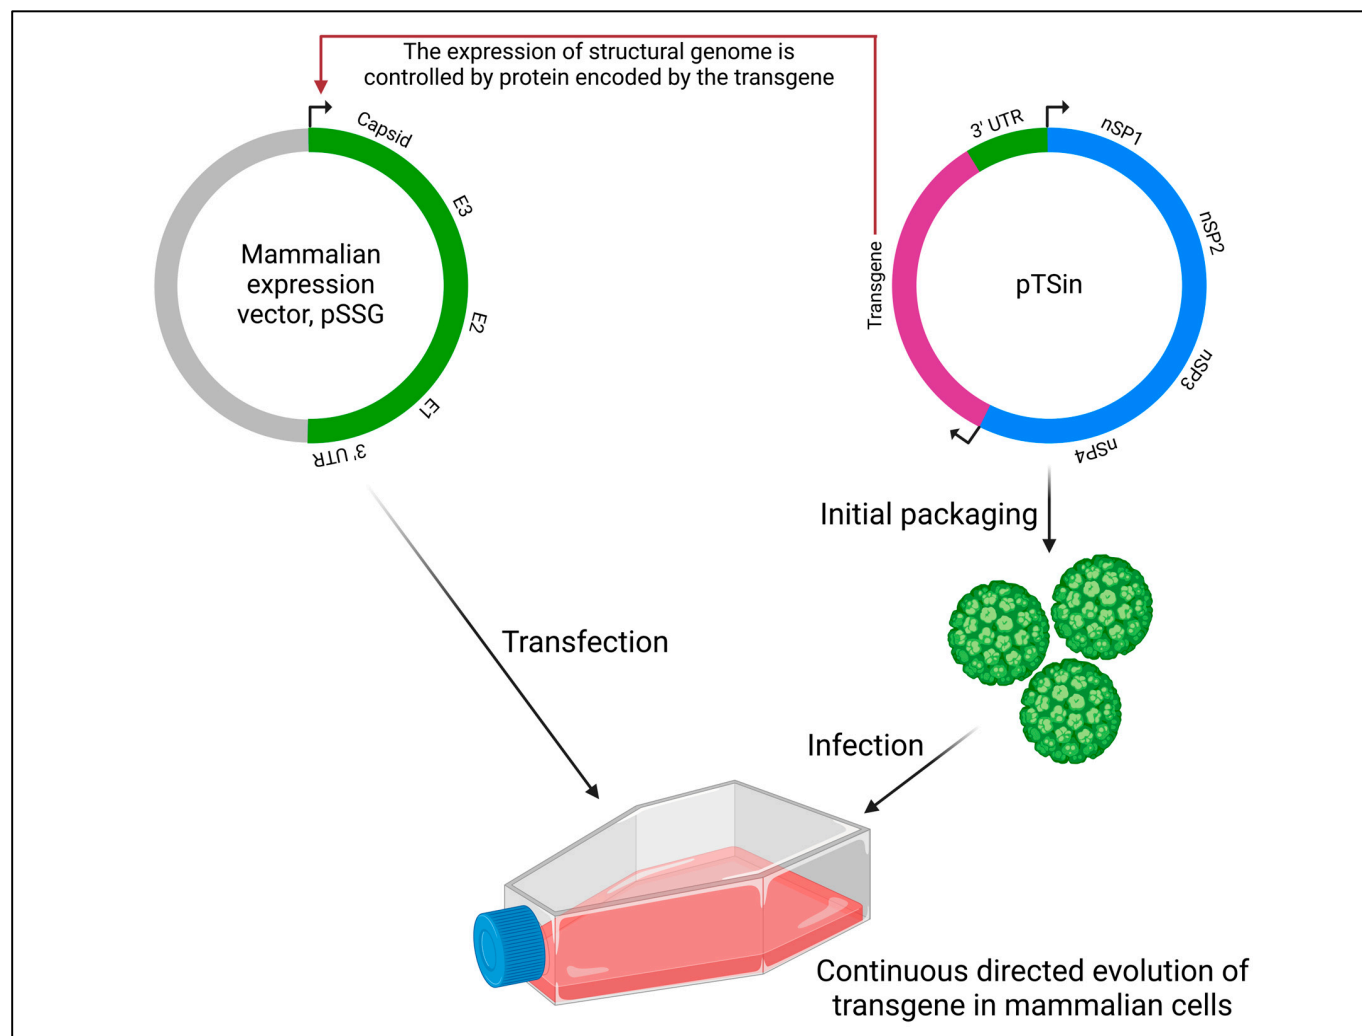 The expression of structural genome is
controlled by protein encoded by the transgene
Capsid
E3
E2
E1
3' UTR
Mammalian
expression
vector, pSSG
3' UTR
nSP1
nSP2
nSP3
nSP4
Transgene
pTSin
Initial packaging
Transfection
Infection
Continuous directed evolution of
transgene in mammalian cells